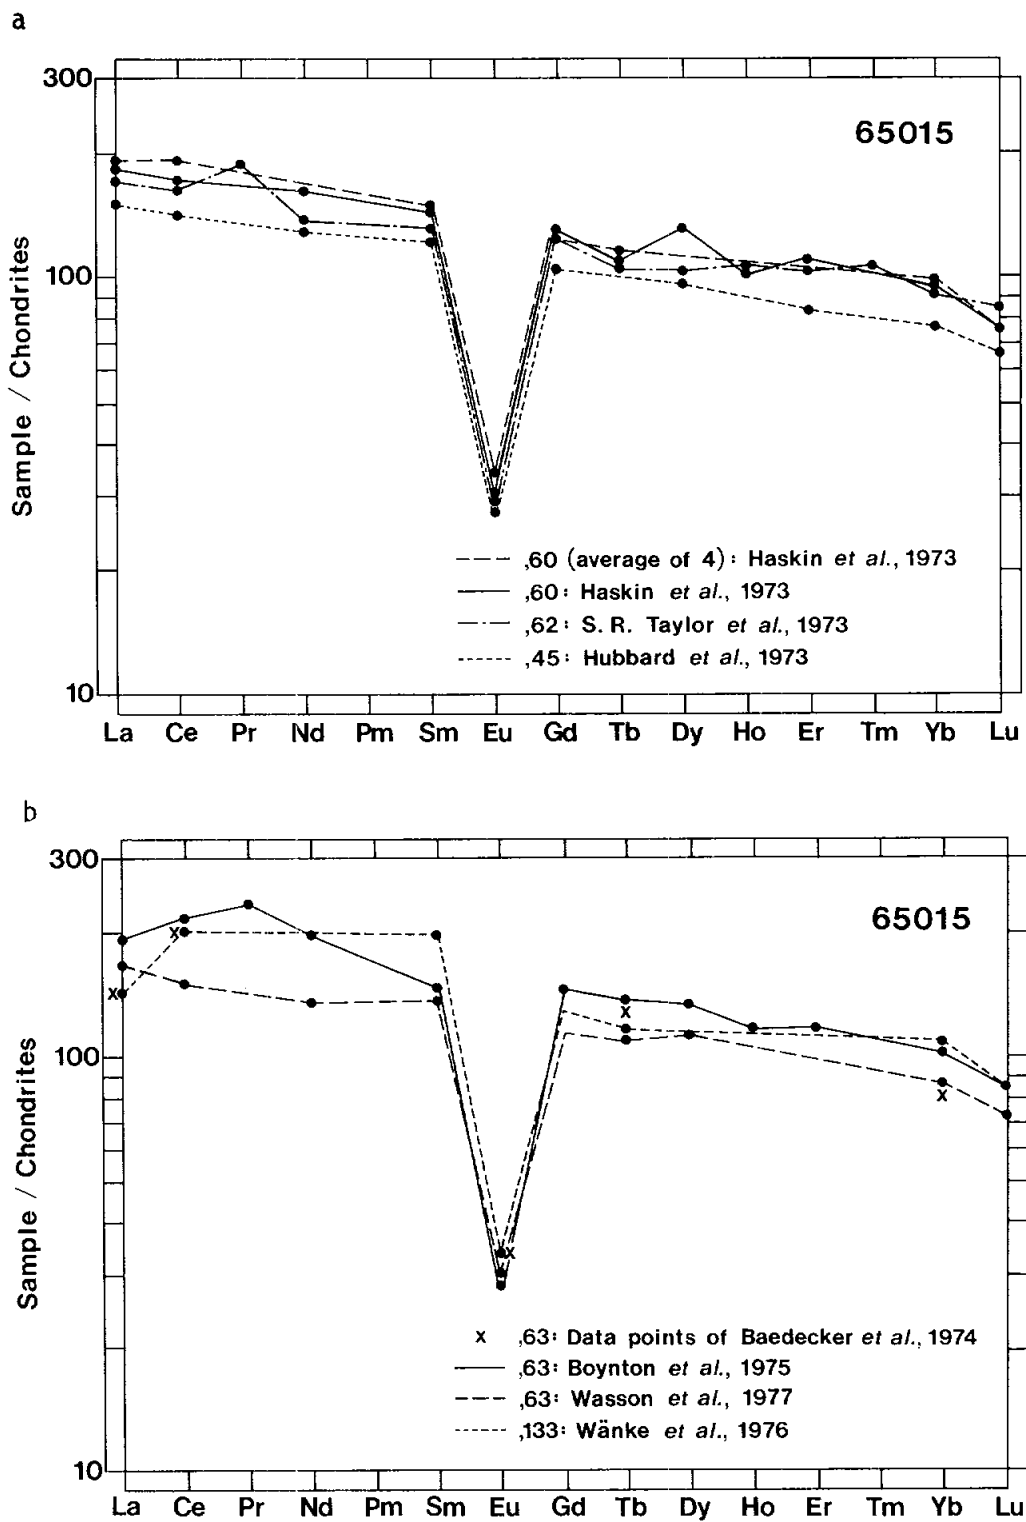 a
300
65015
100
Sample / Chondrites
,60 (average of 4): Haskin et al., 1973
,60: Haskin et al., 1973
,62: S.R. Taylor et al., 1973
,45: Hubbard et al., 1973
10
La Ce Pr Nd Pm Sm Eu Gd Tb Dy Ho Er Tm Yb Lu
b
300
65015
x
x
x
100
x
Sample / Chondrites
x
x ,63: Data points of Baedecker et al., 1974
,63: Boynton et al., 1975
,63: Wasson et al., 1977
,133: Wänke et al., 1976
10
La Ce Pr Nd Pm Sm Eu Gd Tb Dy Ho Er Tm Yb Lu